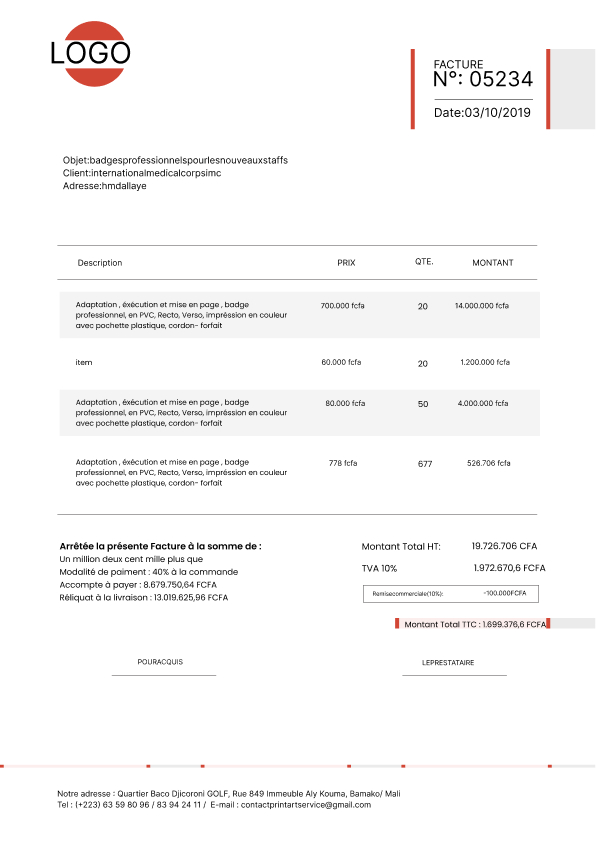 LOGO
FACTURE
N°: 05234
Date:03/10/2019
Objet:badgesprofessionnelspourlesnouveauxstaffs
Client:internationalmedicalcorpsimc
Adresse:hmdallaye
Description PRIX QTE. MONTANT
Adaptation , éxécution et mise en page , badge
professionnel, en PVC, Recto, Verso, impréssion en couleur
avec pochette plastique, cordon- forfait
700.000 fcfa 20 14.000.000 fcfa
item 60.000 fcfa 20 1.200.000 fcfa
Adaptation , éxécution et mise en page , badge
professionnel, en PVC, Recto, Verso, impréssion en couleur
avec pochette plastique, cordon- forfait
80.000 fcfa 50 4.000.000 fcfa
Adaptation , éxécution et mise en page , badge
professionnel, en PVC, Recto, Verso, impréssion en couleur
avec pochette plastique, cordon- forfait
778 fcfa 677 526.706 fcfa
Arrêtée la présente Facture à la somme de :
Un million deux cent mille plus que
Modalité de paiment : 40% à la commande
Accompte à payer : 8.679.750,64 FCFA
Réliquat à la livraison : 13.019.625,96 FCFA
Montant Total HT: 19.726.706 CFA
TVA 10% 1.972.670,6 FCFA
Remisecommerciale(10%): -100.000FCFA
Montant Total TTC : 1.699.376,6 FCFA
POURACQUIS LEPRESTATAIRE
Notre adresse : Quartier Baco Djicoroni GOLF, Rue 849 Immeuble Aly Kouma, Bamako/ Mali
Tel : (+223) 63 59 80 96 / 83 94 24 11 / E-mail : contactprintartservice@gmail.com